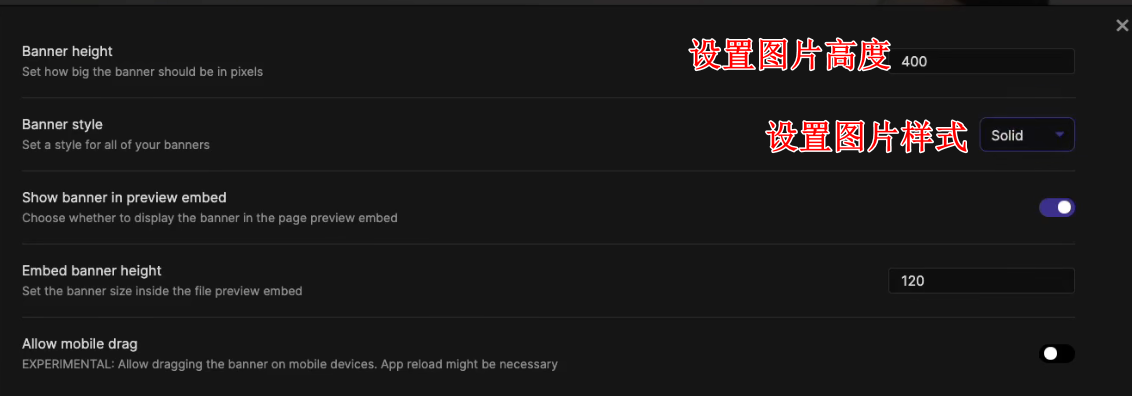 Banner height
Set how big the banner should be in pixels
设置图片高度
400
Banner style
Set a style for all of your banners
设置图片样式
Solid
Show banner in preview embed
Choose whether to display the banner in the page preview embed
Embed banner height
Set the banner size inside the file preview embed
120
Allow mobile drag
EXPERIMENTAL: Allow dragging the banner on mobile devices. App reload might be necessary